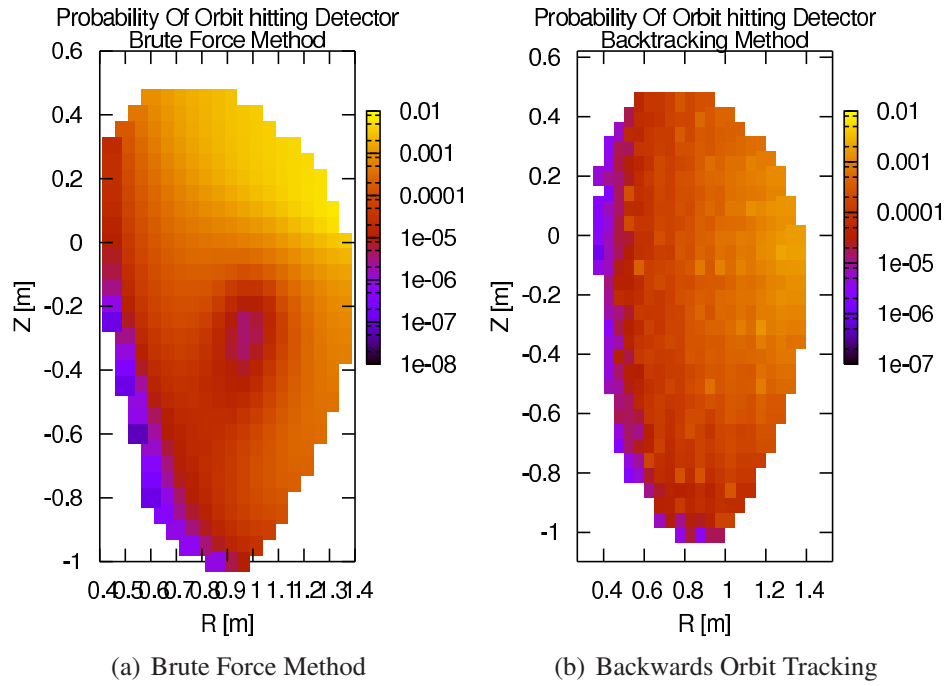 Probability Of Orbit hitting Detector
Brute Force Method
0.6
0.4
0.2
0
-0.2
-0.4
-0.6
-0.8
-1
Z [m]
0.4 0.5 0.6 0.7 0.8 0.9 1 1.1 1.2 1.3 1.4
R [m]
0.01
0.001
0.0001
1e-05
1e-06
1e-07
1e-08
(a) Brute Force Method
Probability Of Orbit hitting Detector
Backtracking Method
0.6
0.4
0.2
0
-0.2
-0.4
-0.6
-0.8
-1
Z [m]
0.4 0.6 0.8 1 1.2 1.4
R [m]
0.01
0.001
0.0001
1e-05
1e-06
1e-07
(b) Backwards Orbit Tracking